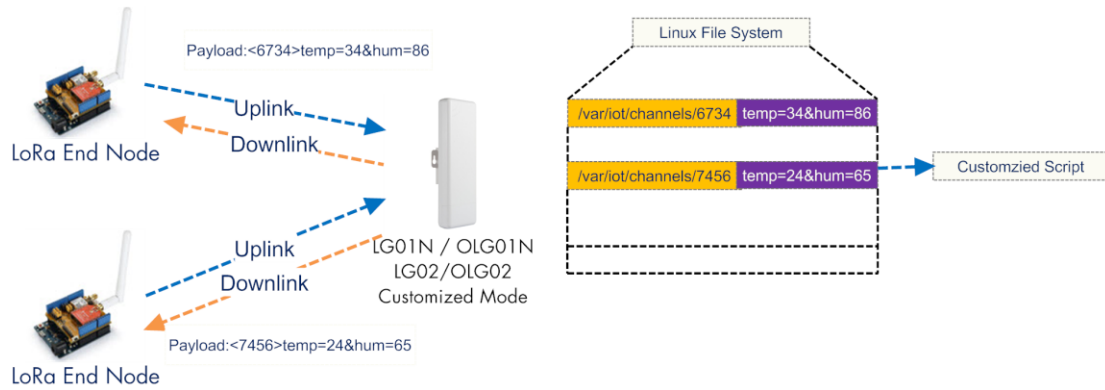 Payload:<6734>temp=34&hum=86
Uplink
Downlink
LoRa End Node
LG01N / OLG01N
LG02/OLG02
Customized Mode
Uplink
Downlink
Payload:<7456>temp=24&hum=65
LoRa End Node
Linux File System
/var/iot/channels/6734 temp=34&hum=86
/var/iot/channels/7456 temp=24&hum=65
Customzied Script